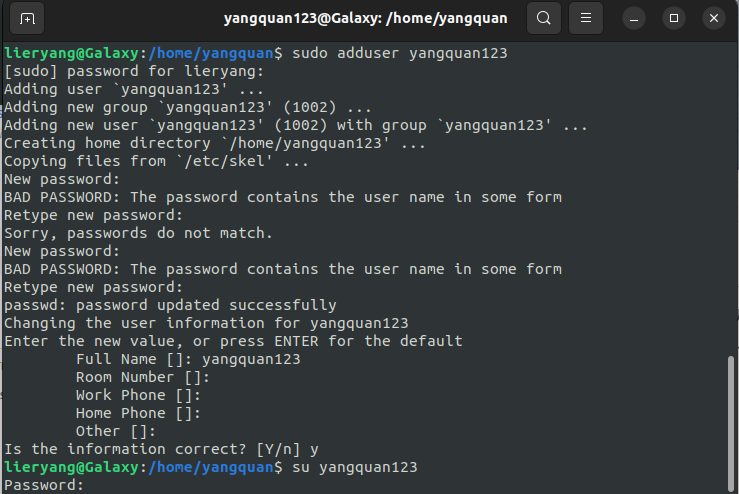 yangquan123@Galaxy: /home/yangquan
lieryang@Galaxy:/home/yangquan$ sudo adduser yangquan123
[sudo] password for lieryang:
Adding user `yangquan123' ...
Adding new group `yangquan123' (1002) ...
Adding new user `yangquan123' (1002) with group `yangquan123' ...
Creating home directory `/home/yangquan123' ...
Copying files from `/etc/skel' ...
New password:
BAD PASSWORD: The password contains the user name in some form
Retype new password:
Sorry, passwords do not match.
New password:
BAD PASSWORD: The password contains the user name in some form
Retype new password:
passwd: password updated successfully
Changing the user information for yangquan123
Enter the new value, or press ENTER for the default
        Full Name []: yangquan123
        Room Number []:
        Work Phone []:
        Home Phone []:
        Other []:
Is the information correct? [Y/n] y
lieryang@Galaxy:/home/yangquan$ su yangquan123
Password: